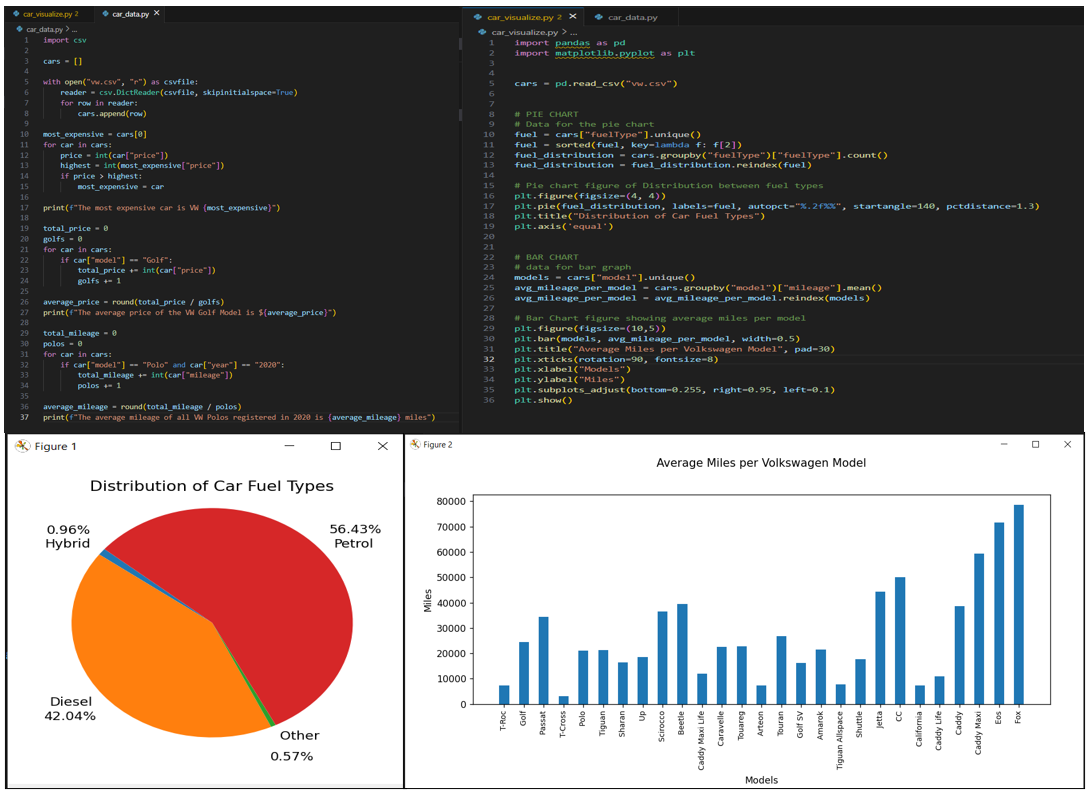 car_visualize.py 2
car_data.py X
car_data.py > ...
1 import csv
2
3 cars = []
4
5 with open("vw.csv", "r") as csvfile:
6 reader = csv.DictReader(csvfile, skipinitialspace=True)
7 for row in reader:
8 cars.append(row)
9
10 most_expensive = cars[0]
11 for car in cars:
12 price = int(car["price"])
13 highest = int(most_expensive["price"])
14 if price > highest:
15 most_expensive = car
16
17 print(f"The most expensive car is VW {most_expensive}")
18
19 total_price = 0
20 golfs = 0
21 for car in cars:
22 if car["model"] == "Golf":
23 total_price += int(car["price"])
24 golfs += 1
25
26 average_price = round(total_price / golfs)
27 print(f"The average price of the VW Golf Model is ${average_price}")
28
29 total_mileage = 0
30 polos = 0
31 for car in cars:
32 if car["model"] == "Polo" and car["year"] == "2020":
33 total_mileage += int(car["mileage"])
34 polos += 1
35
36 average_mileage = round(total_mileage / polos)
37 print(f"The average mileage of all VW Polos registered in 2020 is {average_mileage} miles")
car_visualize.py 2 X
car_data.py
car_visualize.py > ...
1 import pandas as pd
2 import matplotlib.pyplot as plt
3
4
5 cars = pd.read_csv("vw.csv")
6
7
8 # PIE CHART
9 # Data for the pie chart
10 fuel = cars["fuelType"].unique()
11 fuel = sorted(fuel, key=lambda f: f[2])
12 fuel_distribution = cars.groupby("fuelType")["fuelType"].count()
13 fuel_distribution = fuel_distribution.reindex(fuel)
14
15 # Pie chart figure of Distribution between fuel types
16 plt.figure(figsize=(4, 4))
17 plt.pie(fuel_distribution, labels=fuel, autopct="%.2f%%", startangle=140, pctdistance=1.3)
18 plt.title("Distribution of Car Fuel Types")
19 plt.axis('equal')
20
21
22 # BAR CHART
23 # data for bar graph
24 models = cars["model"].unique()
25 avg_mileage_per_model = cars.groupby("model")["mileage"].mean()
26 avg_mileage_per_model = avg_mileage_per_model.reindex(models)
27
28 # Bar Chart figure showing average miles per model
29 plt.figure(figsize=(10,5))
30 plt.bar(models, avg_mileage_per_model, width=0.5)
31 plt.title("Average Miles per Volkswagen Model", pad=30)
32 plt.xticks(rotation=90, fontsize=8)
33 plt.xlabel("Models")
34 plt.ylabel("Miles")
35 plt.subplots_adjust(bottom=0.255, right=0.95, left=0.1)
36 plt.show()
Figure 1
Distribution of Car Fuel Types
0.96%
Hybrid
56.43%
Petrol
Diesel
42.04%
Other
0.57%
Figure 2
Average Miles per Volkswagen Model
80000
70000
60000
50000
40000
30000
20000
10000
0
Miles
T-Roc
Golf
Passat
T-Cross
Polo
Tiguan
Sharan
Up
Scirocco
Beetle
Caddy Maxi Life
Caravelle
Touareg
Arteon
Touran
Golf SV
Amarok
Tiguan Allspace
Shuttle
Jetta
CC
California
Caddy Life
Caddy
Caddy Maxi
Eos
Fox
Models